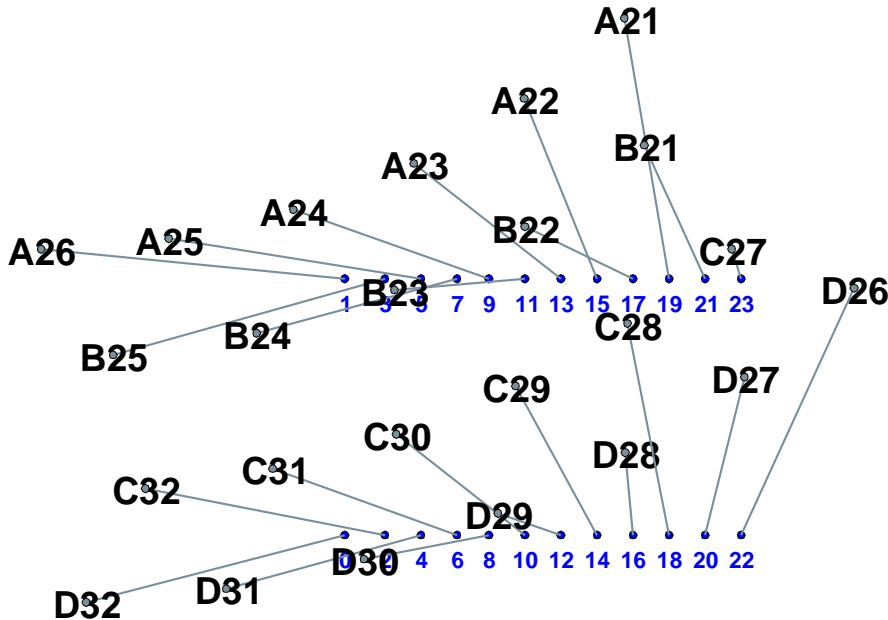 A21
A22
B21
A23
A24
B22
A25
A26
C27
D26
B23
1 3 5 7 9 11 13 15 17 19 21 23
C28
B24
B25
D27
C29
C30
D28
C31
C32
D29
D30
0 2 4 6 8 10 12 14 16 18 20 22
D31
D32